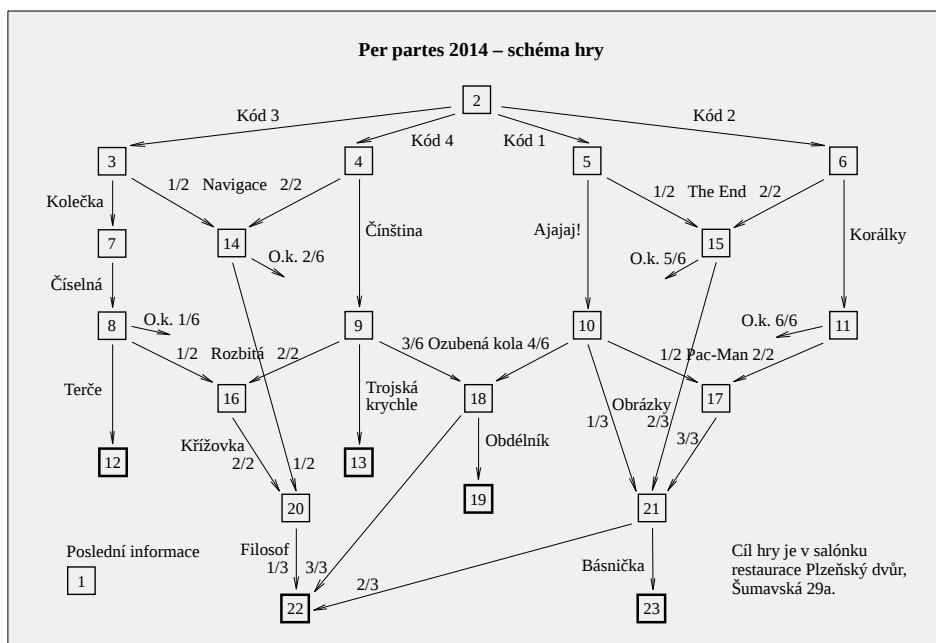 Per partes 2014 – schéma hry
2
Kód 3
Kód 2
Kód 4
Kód 1
3
4
5
6
1/2 Navigace 2/2
1/2 The End 2/2
Kolečka
7
14
Čínština
Ajajaj!
15
Korálky
O.k. 2/6
O.k. 5/6
Číselná
8
O.k. 1/6
9
10
O.k. 6/6
11
1/2 Rozbitá 2/2
3/6 Ozubená kola 4/6
1/2 Pac-Man 2/2
Terče
16
Trojská
krychle
18
Obrázky
17
1/3
2/3
3/3
Křížovka
2/2
1/2
Obdélník
12
13
19
20
21
Poslední informace
1
Filosof
1/3
3/3
2/3
Básnička
22
23
Cíl hry je v salónku
restaurace Plzeňský dvůr,
Šumavská 29a.